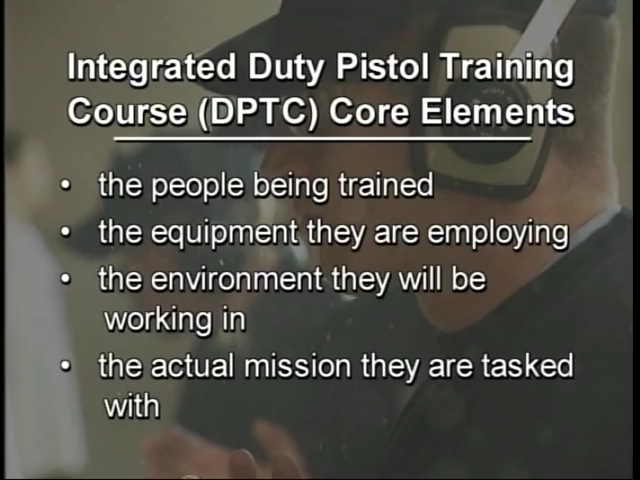 Integrated Duty Pistol Training
Course (DPTC) Core Elements
• the people being trained
• the equipment they are employing
• the environment they will be
working in
• the actual mission they are tasked
with